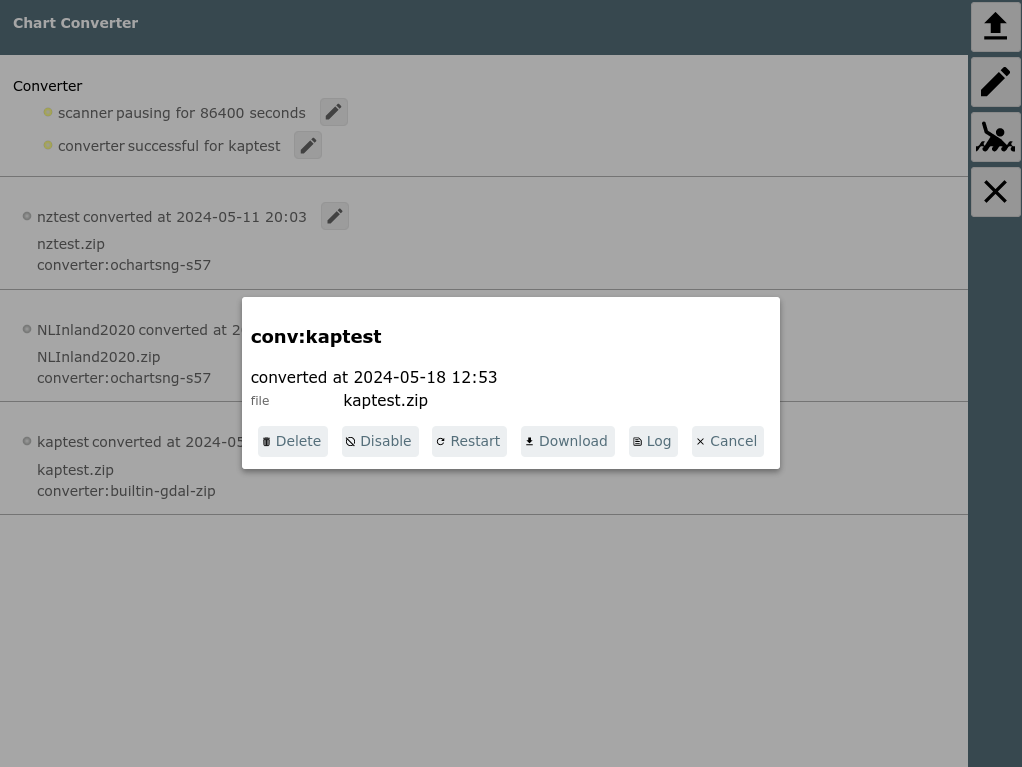 Chart Converter
Converter
scanner pausing for 86400 seconds
converter successful for kaptest
nztest converted at 2024-05-11 20:03
nztest.zip
converter:ochartsng-s57
NLInland2020 converted at 2
NLInland2020.zip
converter:ochartsng-s57
kaptest converted at 2024-05
kaptest.zip
converter:builtin-gdal-zip
conv:kaptest
converted at 2024-05-18 12:53
file kaptest.zip
Delete Disable Restart Download Log Cancel